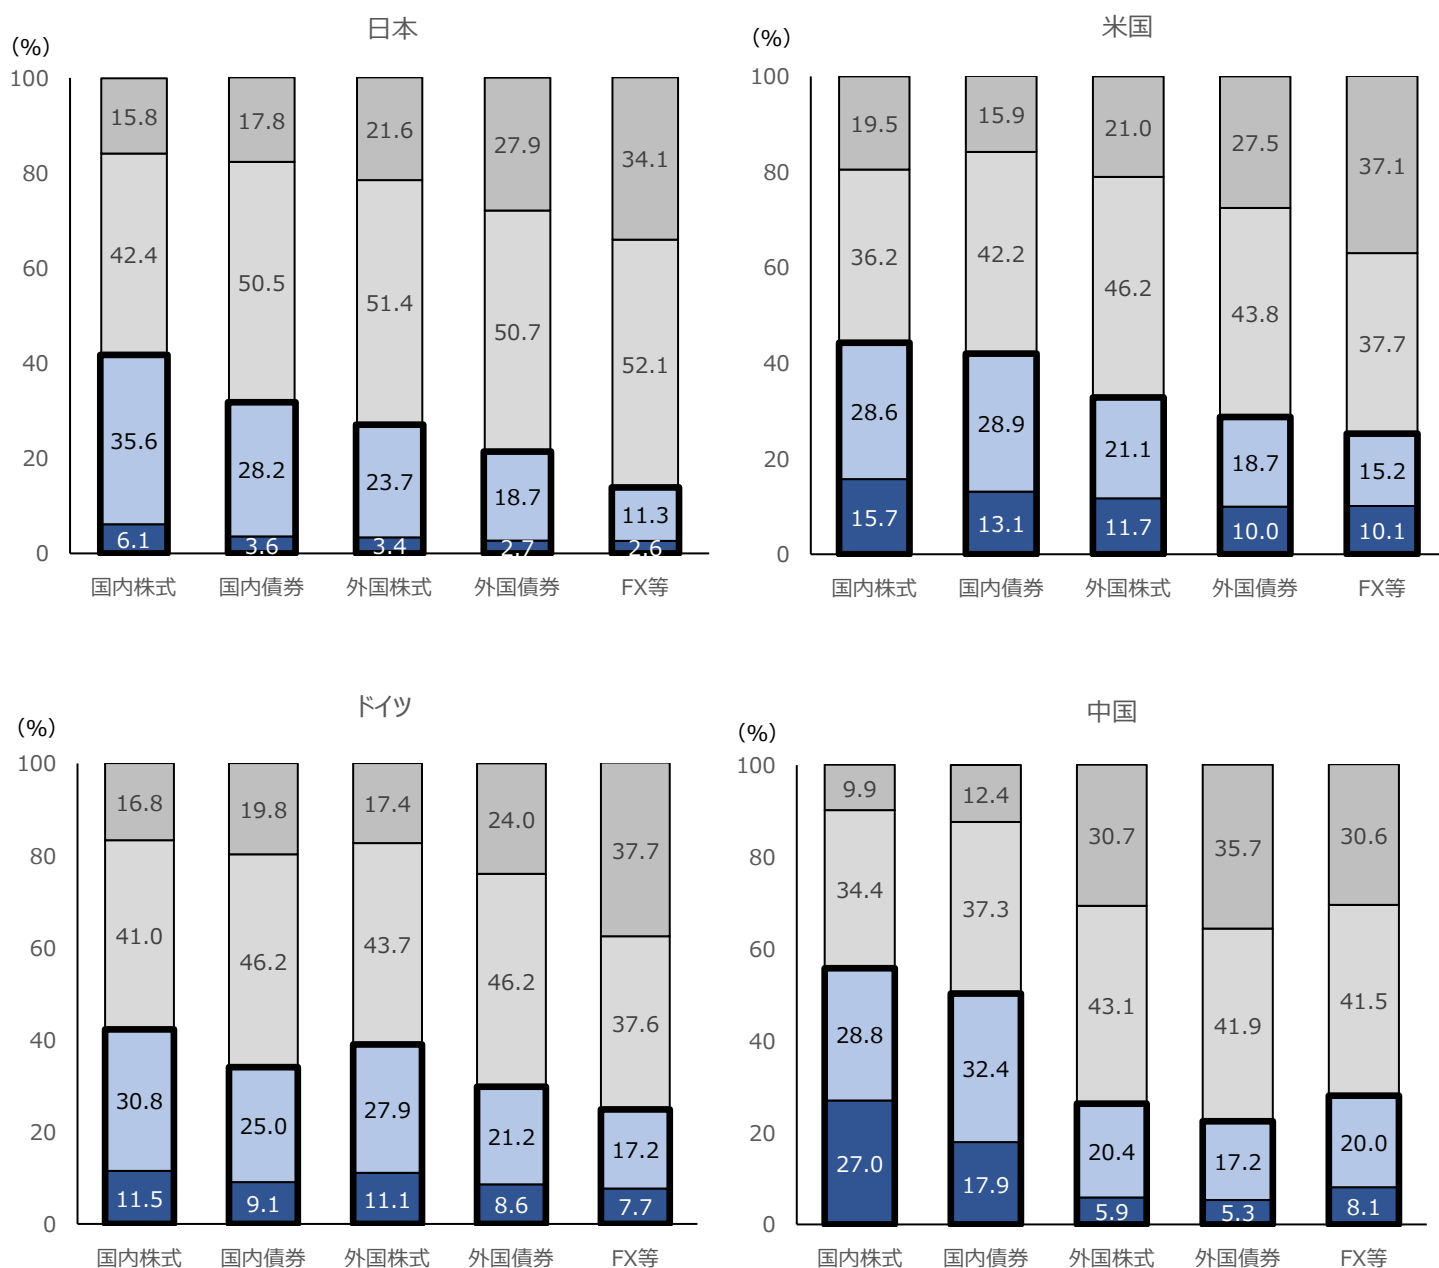 日本
(%)
100
80
60
40
20
0
15.8 17.8 21.6 27.9 34.1
42.4 50.5 51.4 50.7 52.1
35.6 28.2 23.7 18.7 11.3
6.1 3.6 3.4 2.7 2.6
国内株式 国内債券 外国株式 外国債券 FX等
米国
(%)
100
80
60
40
20
0
19.5 15.9 21.0 27.5 37.1
36.2 42.2 46.2 43.8 37.7
28.6 28.9 21.1 18.7 15.2
15.7 13.1 11.7 10.0 10.1
国内株式 国内債券 外国株式 外国債券 FX等
ドイツ
(%)
100
80
60
40
20
0
16.8 19.8 17.4 24.0 37.7
41.0 46.2 43.7 46.2 37.6
30.8 25.0 27.9 21.2 17.2
11.5 9.1 11.1 8.6 7.7
国内株式 国内債券 外国株式 外国債券 FX等
中国
(%)
100
80
60
40
20
0
9.9 12.4 30.7 35.7 30.6
34.4 37.3 43.1 41.9 41.5
28.8 32.4 20.4 17.2 20.0
27.0 17.9 5.9 5.3 8.1
国内株式 国内債券 外国株式 外国債券 FX等